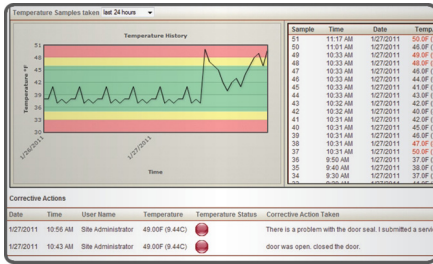 Temperature Samples taken last 24 hours
Temperature History
51
48
45
42
39
36
33
30
Temperature °F
1/26/2011
1/27/2011
Time
Sample Time Date Temp.
51 11:17 AM 1/27/2011 50.0F (
50 11:01 AM 1/27/2011 46.0F (
49 10:33 AM 1/27/2011 49.0F (
48 10:33 AM 1/27/2011 48.0F (
47 10:33 AM 1/27/2011 46.0F (
46 10:33 AM 1/27/2011 44.0F (
45 10:33 AM 1/27/2011 41.0F (
44 10:33 AM 1/27/2011 43.0F (
43 10:32 AM 1/27/2011 42.0F (
42 10:32 AM 1/27/2011 40.0F (
41 10:31 AM 1/27/2011 42.0F (
40 10:31 AM 1/27/2011 45.0F (
39 10:31 AM 1/27/2011 46.0F (
38 10:31 AM 1/27/2011 47.0F (
37 10:31 AM 1/27/2011 50.0F (
36 9:50 AM 1/27/2011 37.0F (
35 9:40 AM 1/27/2011 38.0F (
34 9:30 AM 1/27/2011 37.0F (
Corrective Actions
Date Time User Name Temperature Temperature Status Corrective Action Taken
1/27/2011 10:56 AM Site Administrator 49.00F (9.44C) There is a problem with the door seal. I submitted a servi
1/27/2011 10:43 AM Site Administrator 49.00F (9.44C) door was open. closed the door.